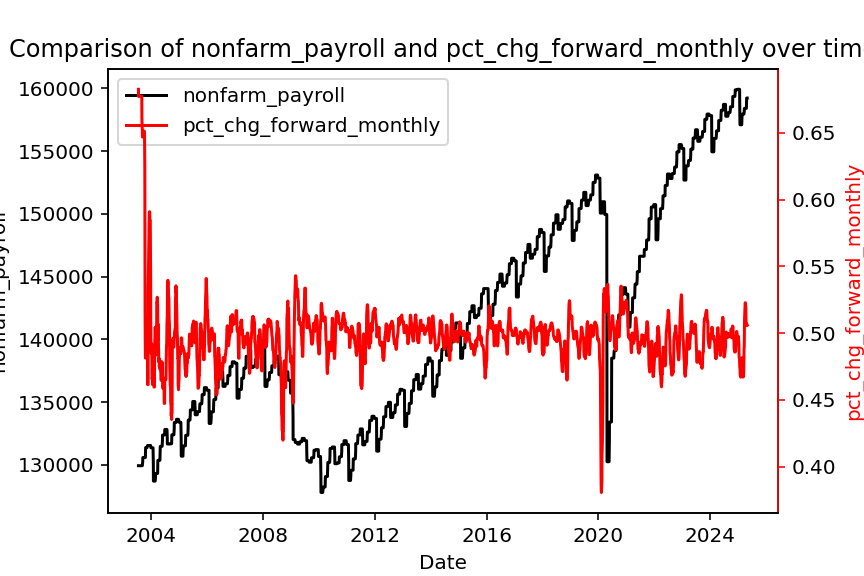 Comparison of nonfarm_payroll and pct_chg_forward_monthly over tim
nonfarm_payroll
pct_chg_forward_monthly
160000
155000
150000
145000
140000
135000
130000
nonfarm_payroll
0.65
0.60
0.55
0.50
0.45
0.40
pct_chg_forward_monthly
2004 2008 2012 2016 2020 2024
Date